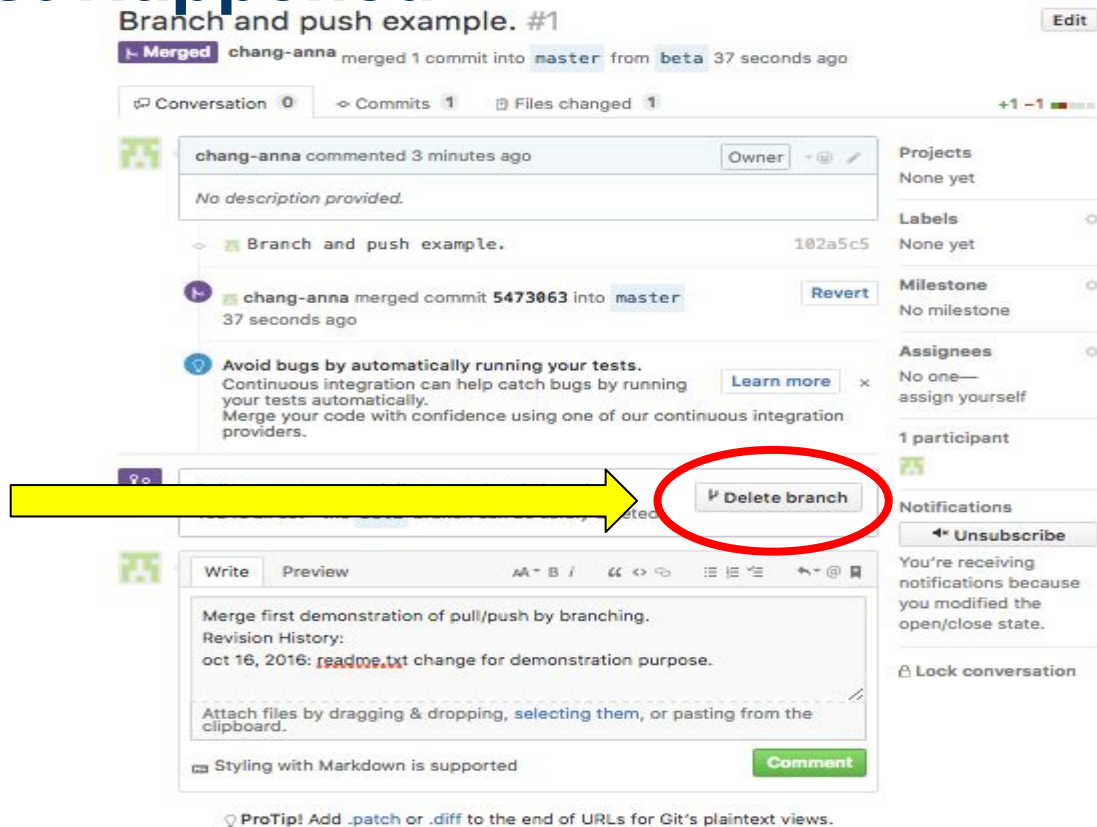 Branch and push example. #1
Edit
Merged chang-anna merged 1 commit into master from beta 37 seconds ago
Conversation 0 Commits 1 Files changed 1 +1 −1
chang-anna commented 3 minutes ago Owner
No description provided.
Branch and push example. 102a5c5
chang-anna merged commit 5473063 into master Revert
37 seconds ago
Avoid bugs by automatically running your tests.
Continuous integration can help catch bugs by running
your tests automatically.
Learn more ×
Merge your code with confidence using one of our continuous integration
providers.
Delete branch
Write Preview AA B i “ <>
Merge first demonstration of pull/push by branching.
Revision History:
oct 16, 2016: readme.txt change for demonstration purpose.
Attach files by dragging & dropping, selecting them, or pasting from the
clipboard.
Styling with Markdown is supported Comment
ProTip! Add .patch or .diff to the end of URLs for Git's plaintext views.
Projects
None yet
Labels
None yet
Milestone
No milestone
Assignees
No one—
assign yourself
1 participant
Notifications
Unsubscribe
You're receiving
notifications because
you modified the
open/close state.
Lock conversation